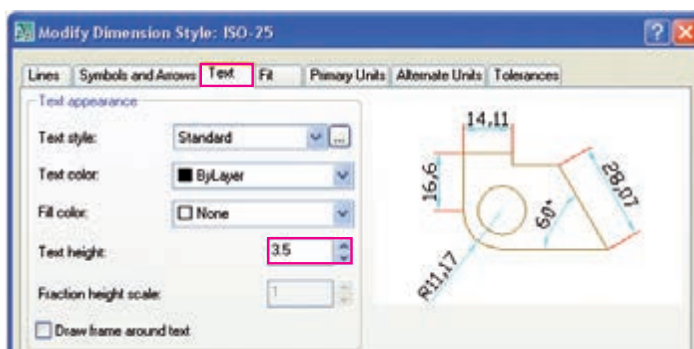 Modify Dimension Style: ISO-25
Lines Symbols and Arrows Text Fit Primary Units Alternate Units Tolerances
Text appearance
Text style: Standard ...
Text color: ByLayer
Fill color: None
Text height: 3.5
Fraction height scale: 1
Draw frame around text
14,11
16,6
28,07
60°
R11,17